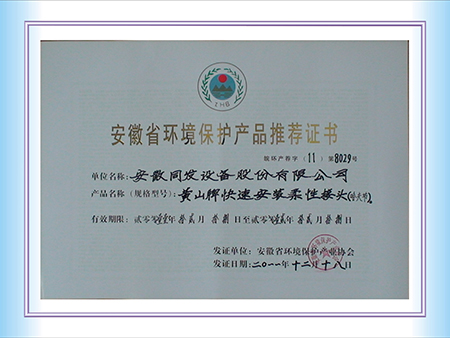 ZHB
安徽省环境保护产品推荐证书
皖环产荐字（11）第8029号
单位名称：安徽同发设备股份有限公司
产品名称：（规格型号）：黄山牌快速安装柔性接头
有效期限：贰零
发证单位：安徽省环境保护产业协会
发证日期：二〇一一年十二月十八日